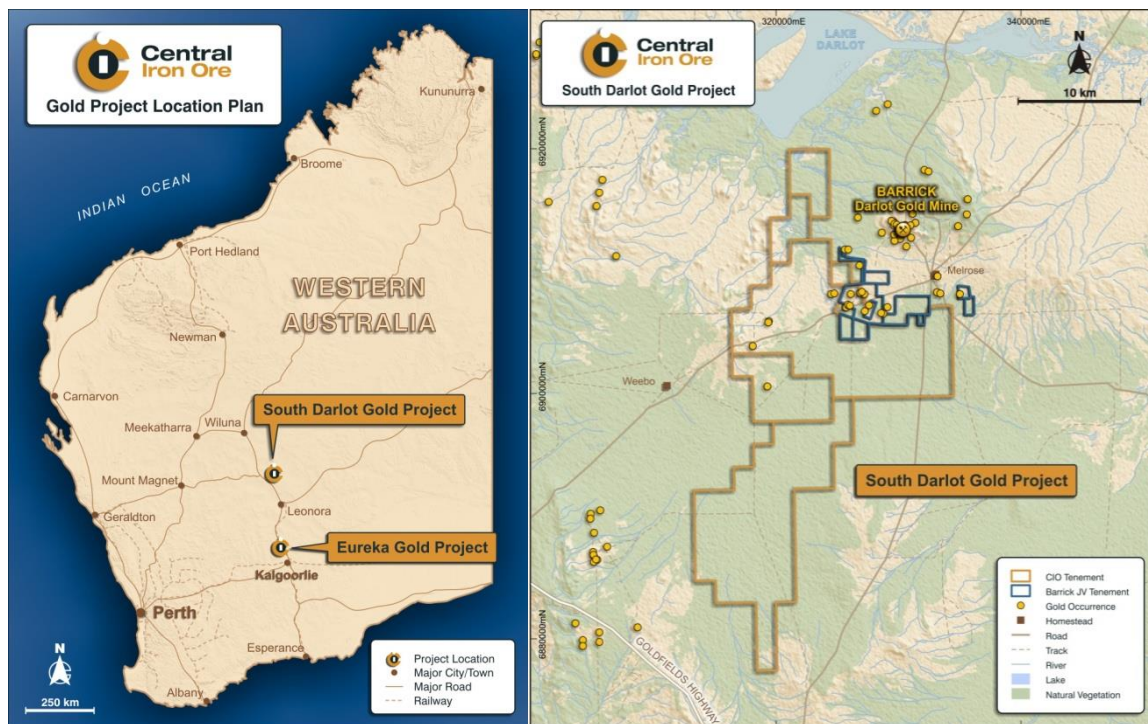 Central
Iron Ore
Gold Project Location Plan
Kununurra
Broome
INDIAN OCEAN
Port Hedland
WESTERN
AUSTRALIA
Newman
Carnarvon
South Darlot Gold Project
Wiluna
Meekatharra
Mount Magnet
Leonora
Geraldton
Eureka Gold Project
Kalgoorlie
Perth
Esperance
Albany
N
250 km
Project Location
Major City/Town
Major Road
Railway
Central
Iron Ore
South Darlot Gold Project
320000mE
340000mE
LAKE
DARLOT
N
10 km
6920000mN
BARRICK
Darlot Gold Mine
Melrose
Weebo
6900000mN
South Darlot Gold Project
6880000mN
GOLDFIELDS HIGHWAY
CIO Tenement
Barrick JV Tenement
Gold Occurrence
Homestead
Road
Track
River
Lake
Natural Vegetation